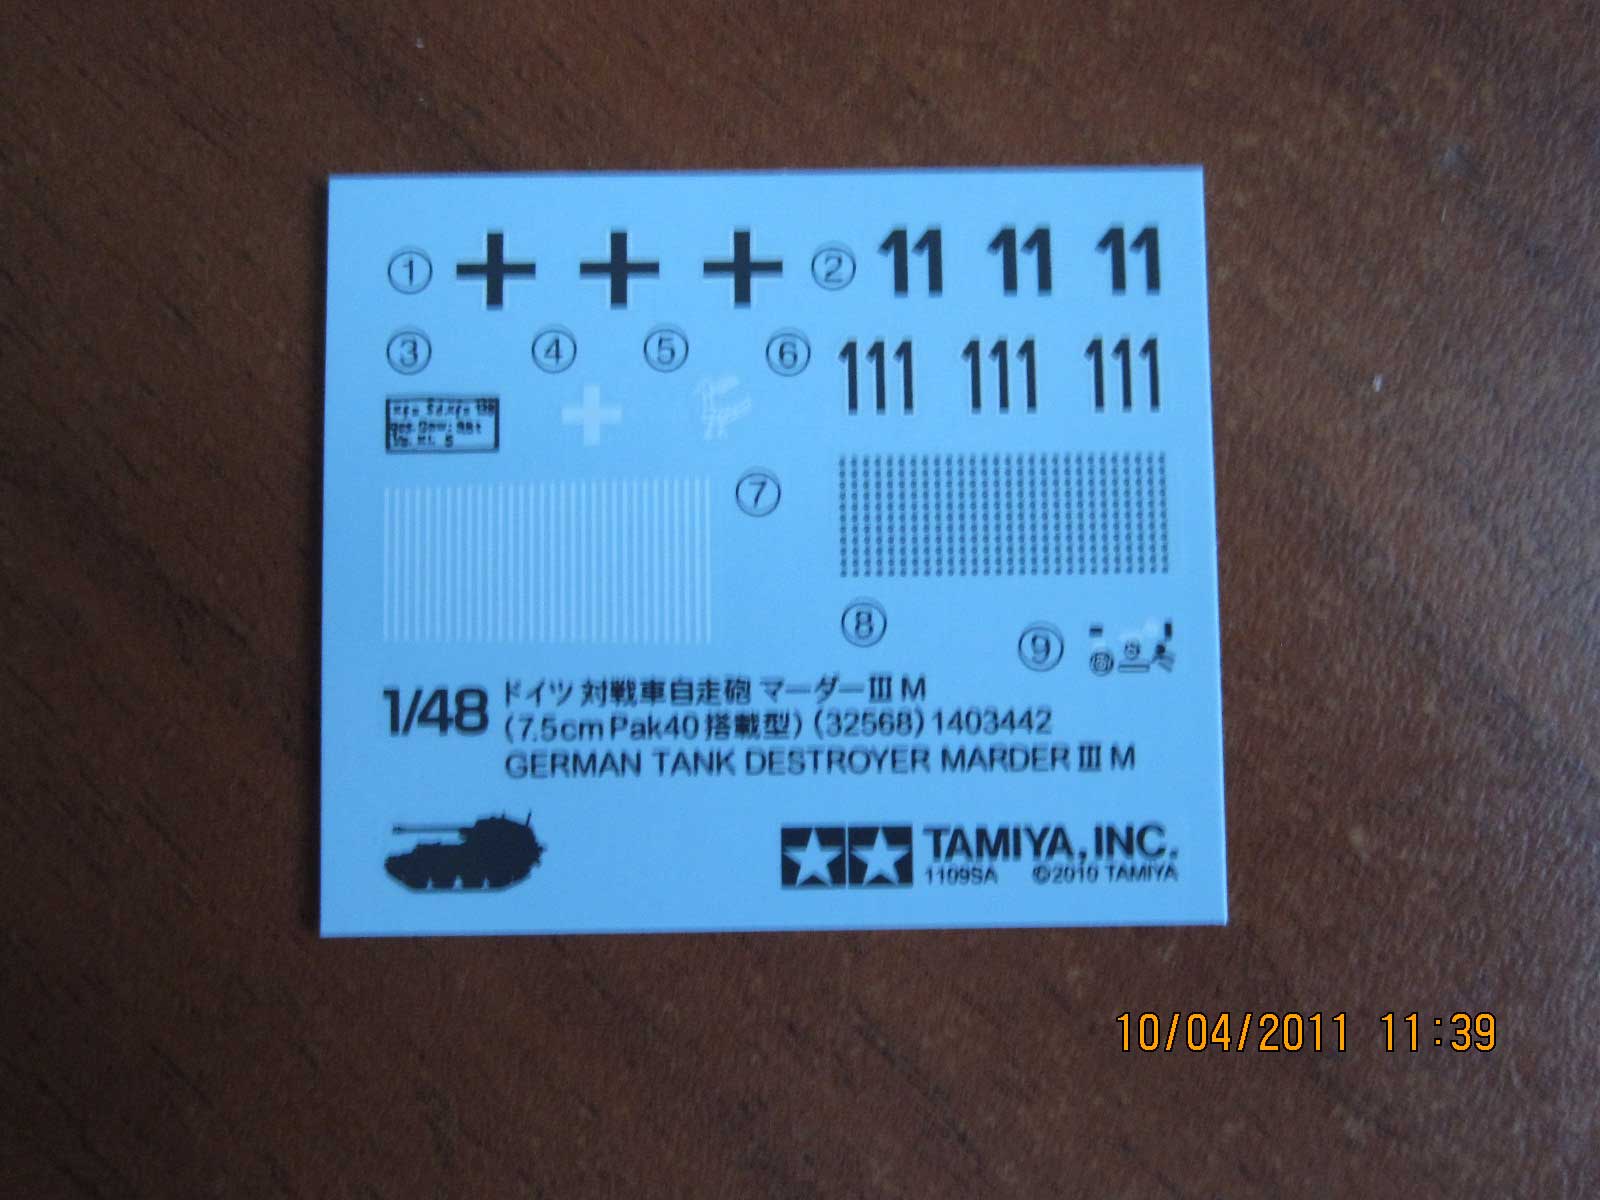 ① ② 11 11 11
③ ④ ⑤ ⑥ 111 111 111
⑦
⑧ ⑨
1/48 ドイツ 対戦車自走砲 マーダーⅢ M
(7.5cm Pak40 搭載型) (32568) 1403442
GERMAN TANK DESTROYER MARDER Ⅲ M
TAMIYA, INC.
1109SA ©2010 TAMIYA
10/04/2011 11:39